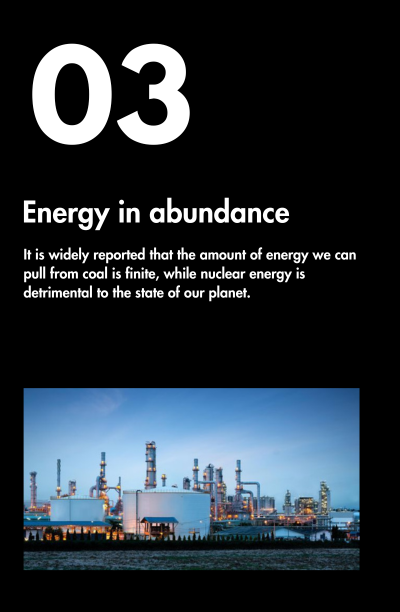 03
Energy in abundance
It is widely reported that the amount of energy we can
pull from coal is finite, while nuclear energy is
detrimental to the state of our planet.